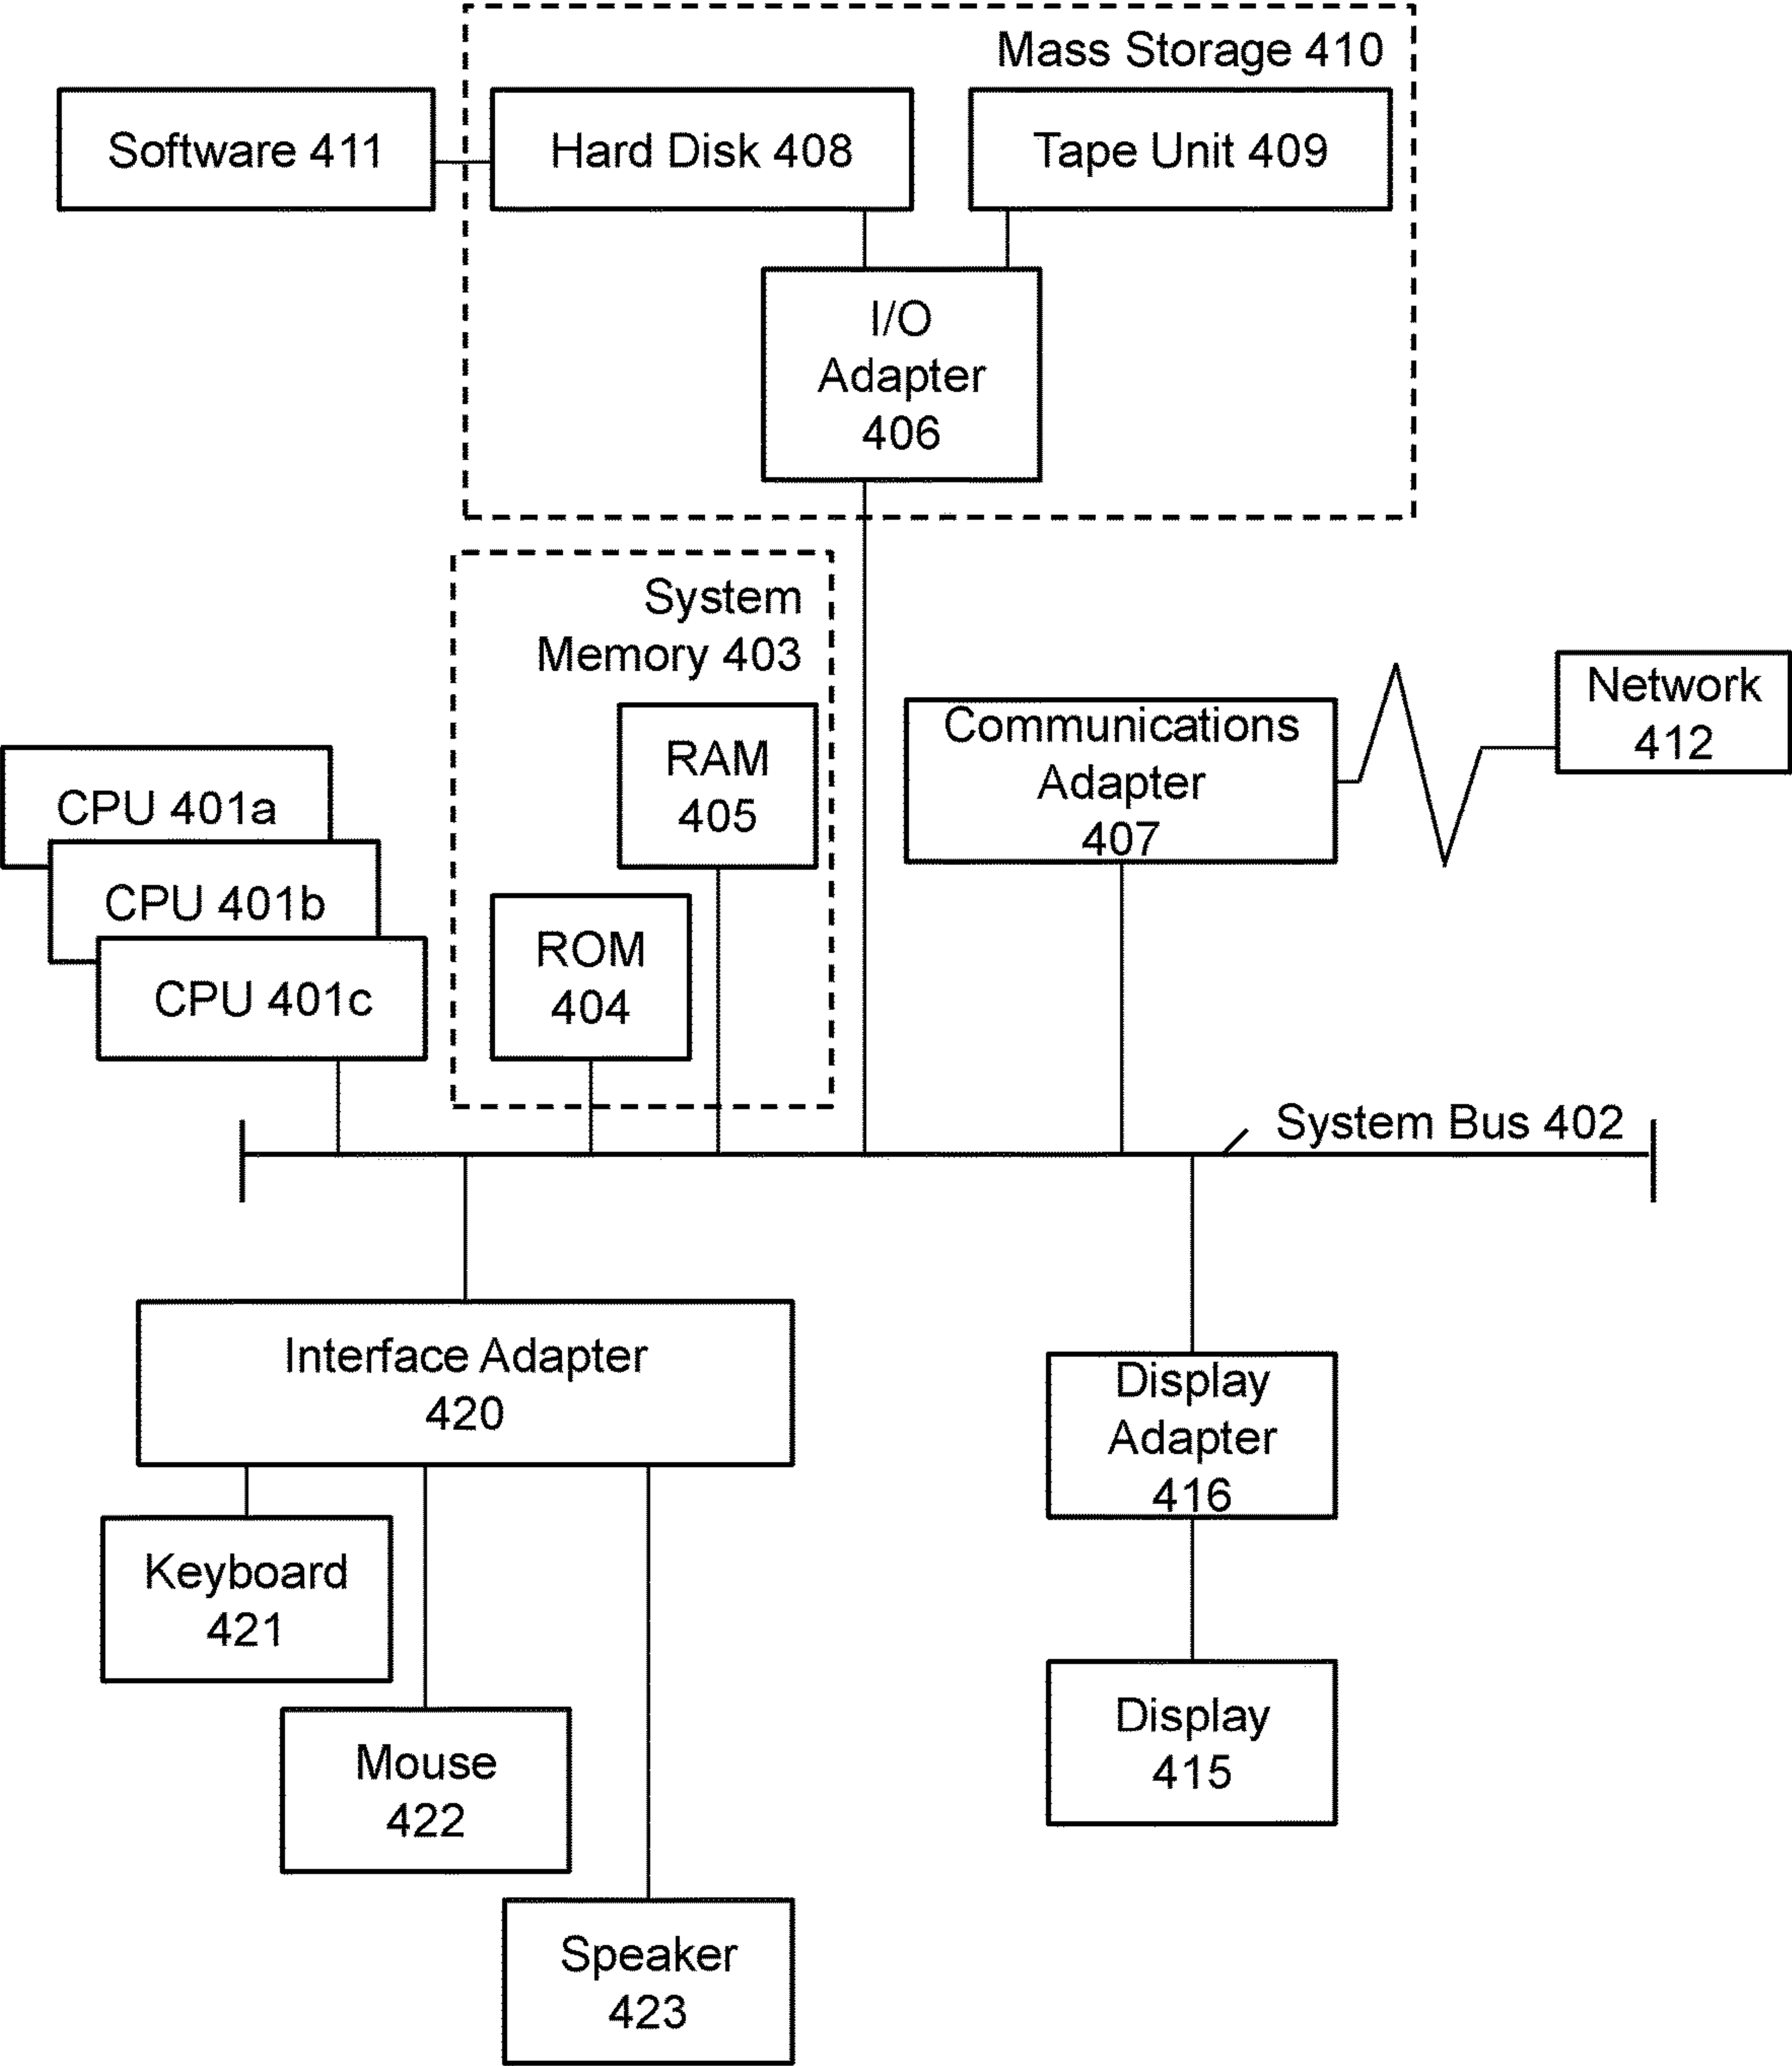 Mass Storage 410
Software 411
Hard Disk 408
Tape Unit 409
I/O
Adapter
406
System
Memory 403
RAM
405
ROM
404
Communications
Adapter
407
Network
412
CPU 401a
CPU 401b
CPU 401c
System Bus 402
Interface Adapter
420
Display
Adapter
416
Keyboard
421
Mouse
422
Speaker
423
Display
415